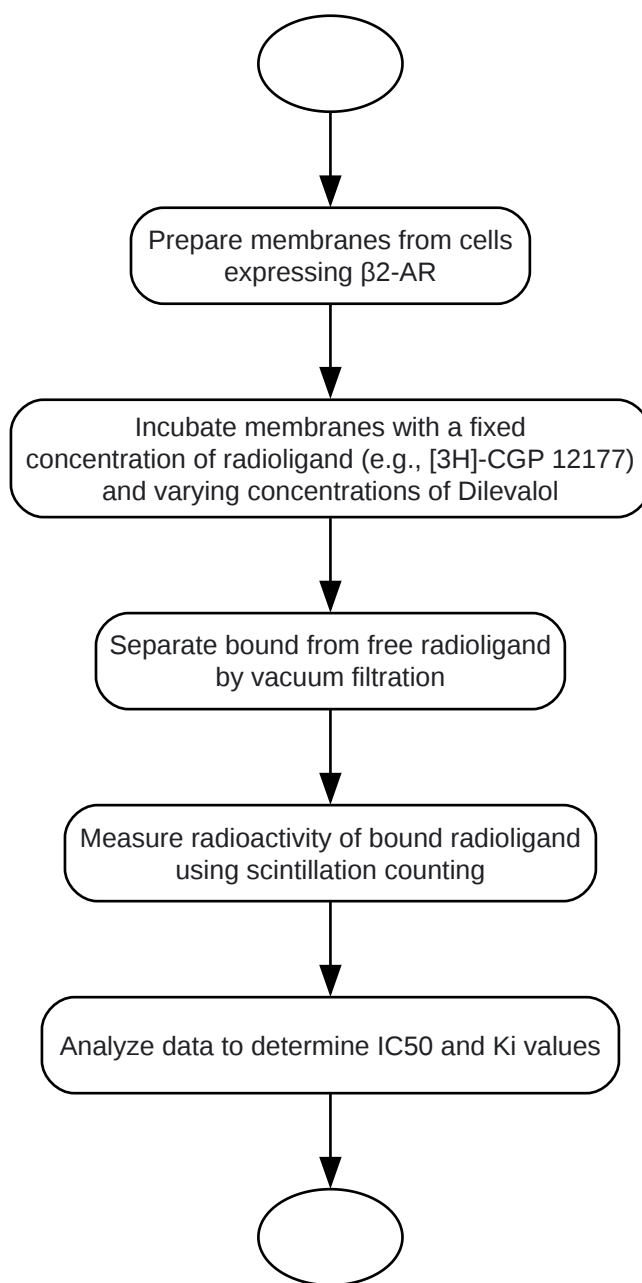 Prepare membranes from cells
expressing β2-AR
Incubate membranes with a fixed
concentration of radioligand (e.g., [3H]-CGP 12177)
and varying concentrations of Dilevalol
Separate bound from free radioligand
by vacuum filtration
Measure radioactivity of bound radioligand
using scintillation counting
Analyze data to determine IC50 and Ki values